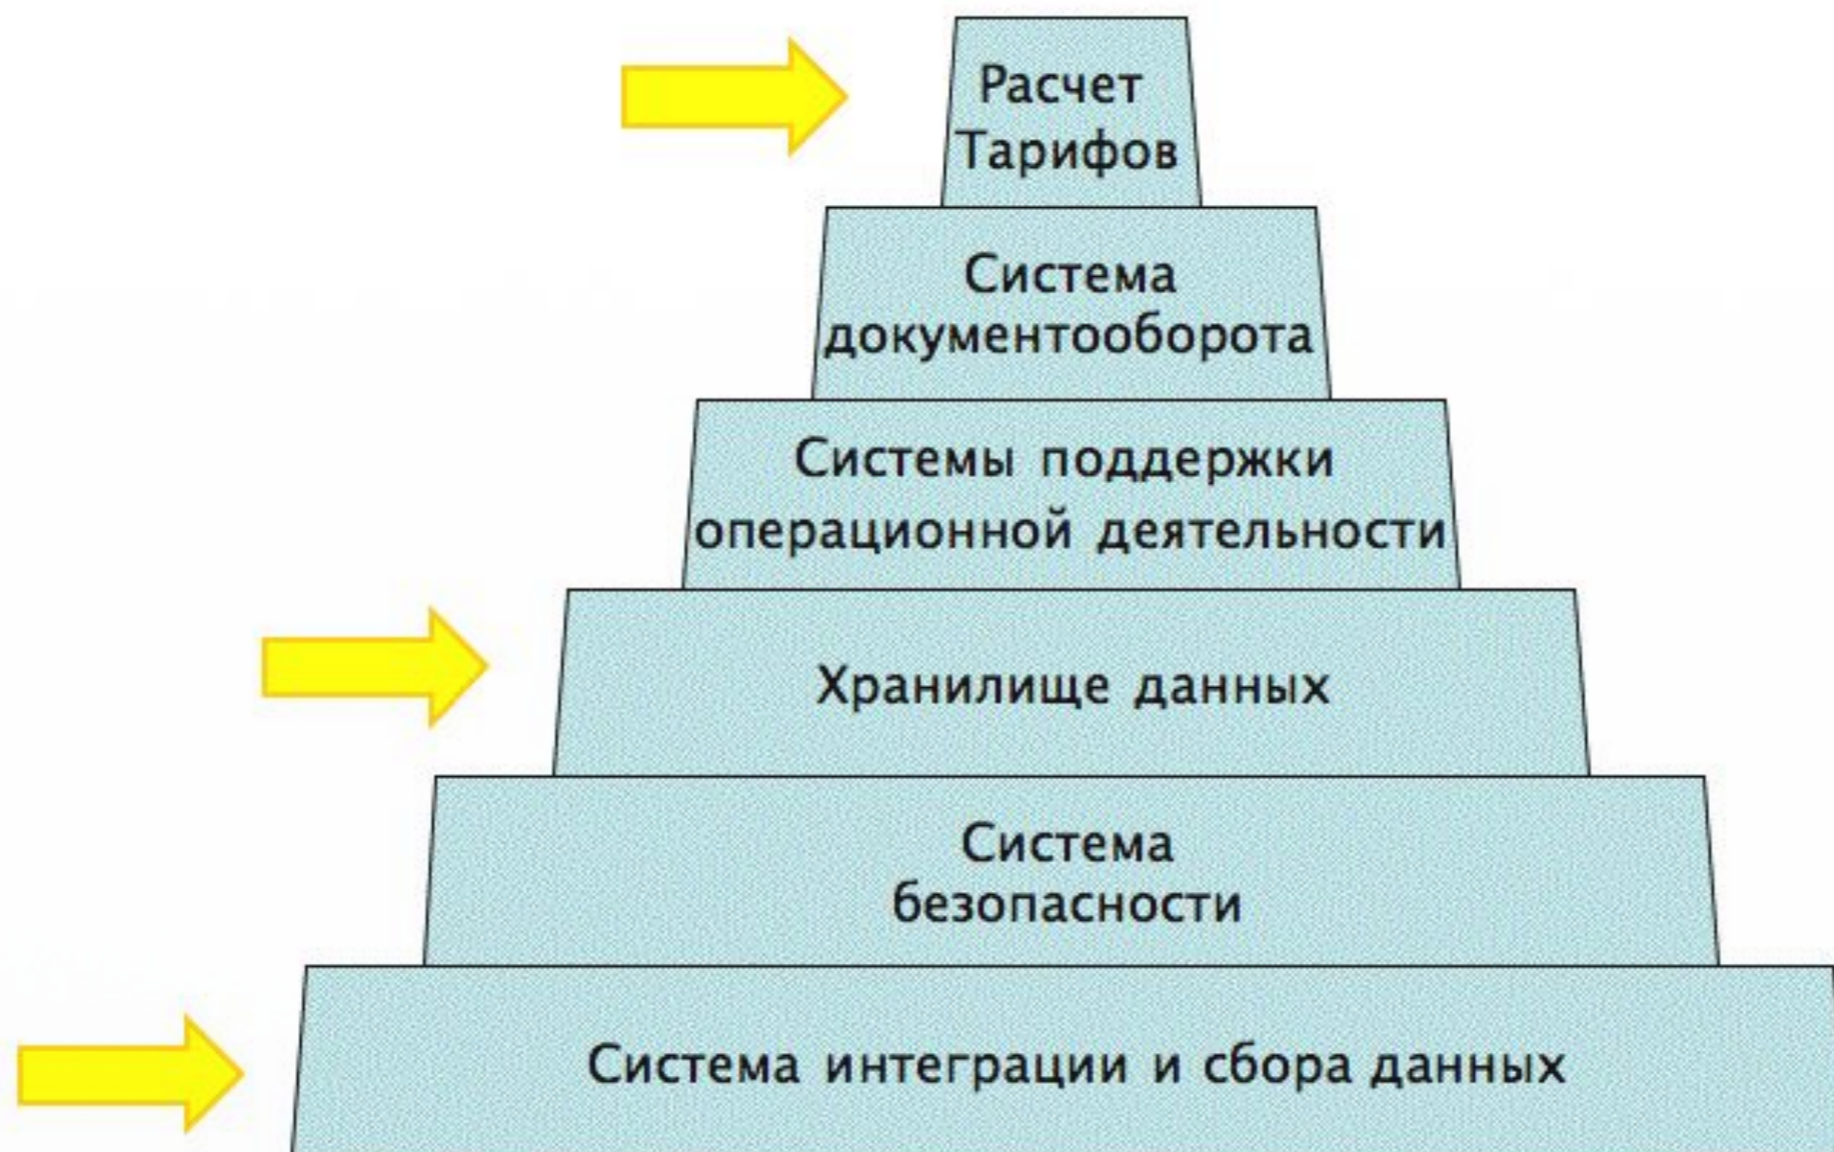 Расчет
Тарифов
Система
документооборота
Системы поддержки
операционной деятельности
Хранилище данных
Система
безопасности
Система интеграции и сбора данных